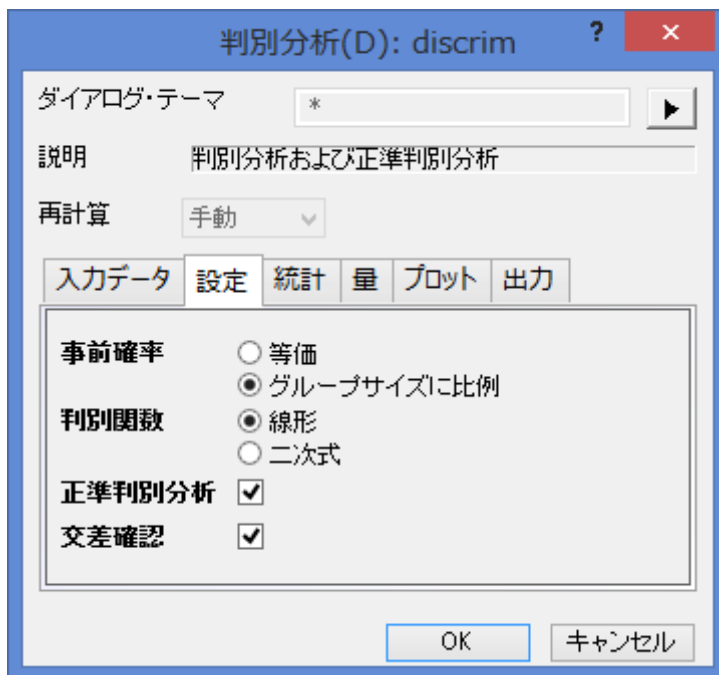 判別分析(D): discrim
?
×
ダイアログ・テーマ
*
説明
判別分析および正準判別分析
再計算
手動
入力データ 設定 統計 量 プロット 出力
事前確率
等価
グループサイズに比例
判別関数
線形
二次式
正準判別分析
交差確認
OK キャンセル